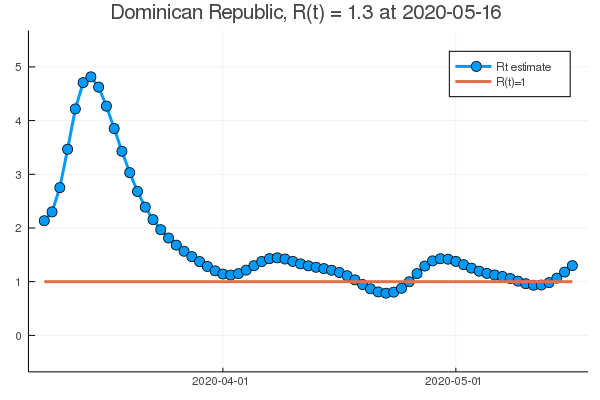 Dominican Republic, R(t) = 1.3 at 2020-05-16
Rt estimate
R(t)=1
5
4
3
2
1
0
2020-04-01
2020-05-01